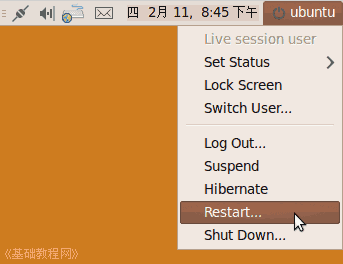 四 2月 11, 8:45 下午 ubuntu
Live session user
Set Status
Lock Screen
Switch User...
Log Out...
Suspend
Hibernate
Restart...
Shut Down...
《基础教程网》